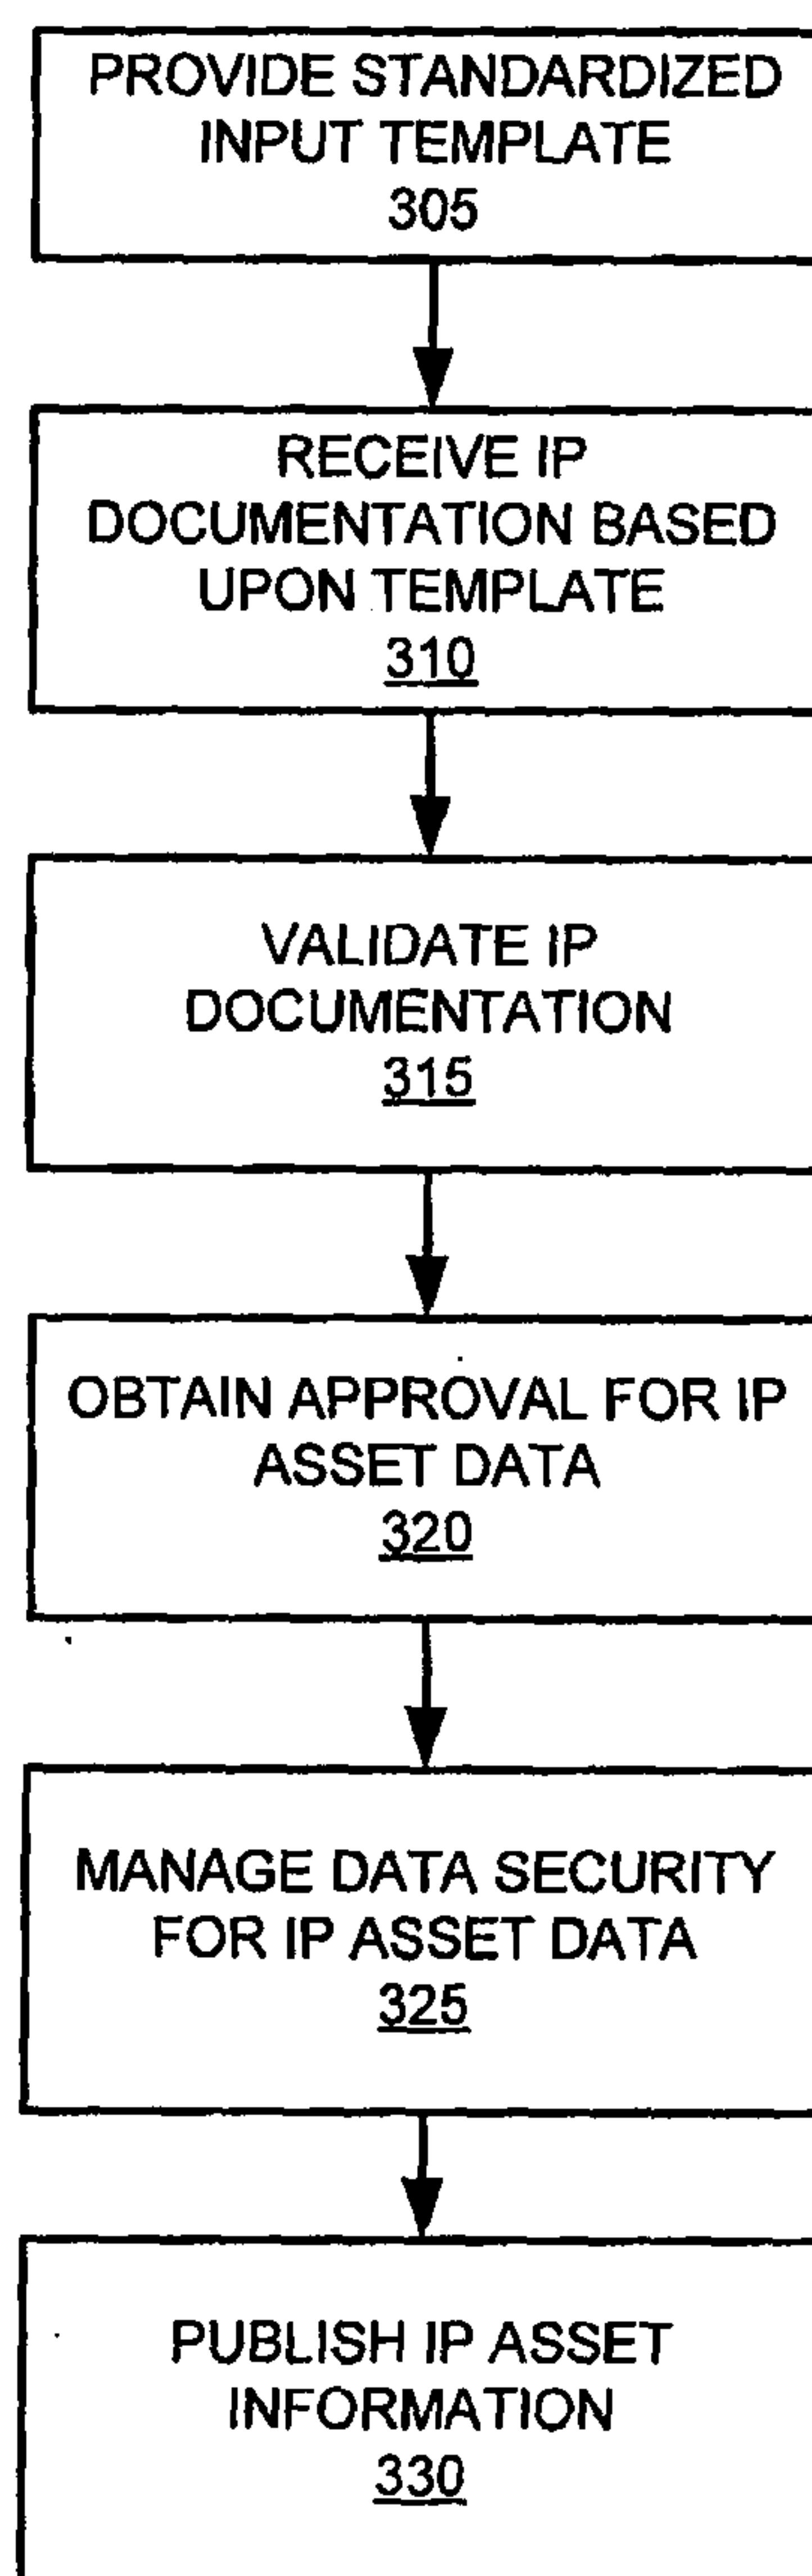 PROVIDE STANDARDIZED
INPUT TEMPLATE
305
RECEIVE IP
DOCUMENTATION BASED
UPON TEMPLATE
310
VALIDATE IP
DOCUMENTATION
315
OBTAIN APPROVAL FOR IP
ASSET DATA
320
MANAGE DATA SECURITY
FOR IP ASSET DATA
325
PUBLISH IP ASSET
INFORMATION
330